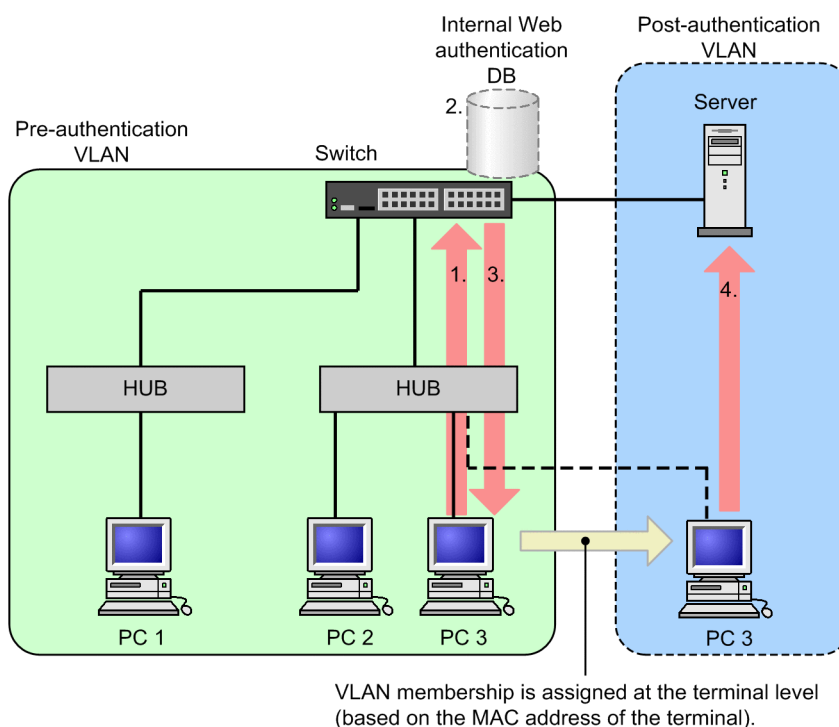 Internal Web
authentication
DB
Post-authentication
VLAN
2.
Server
Pre-authentication
VLAN
Switch
1.
3.
4.
HUB
HUB
PC 1
PC 2
PC 3
PC 3
VLAN membership is assigned at the terminal level
(based on the MAC address of the terminal).